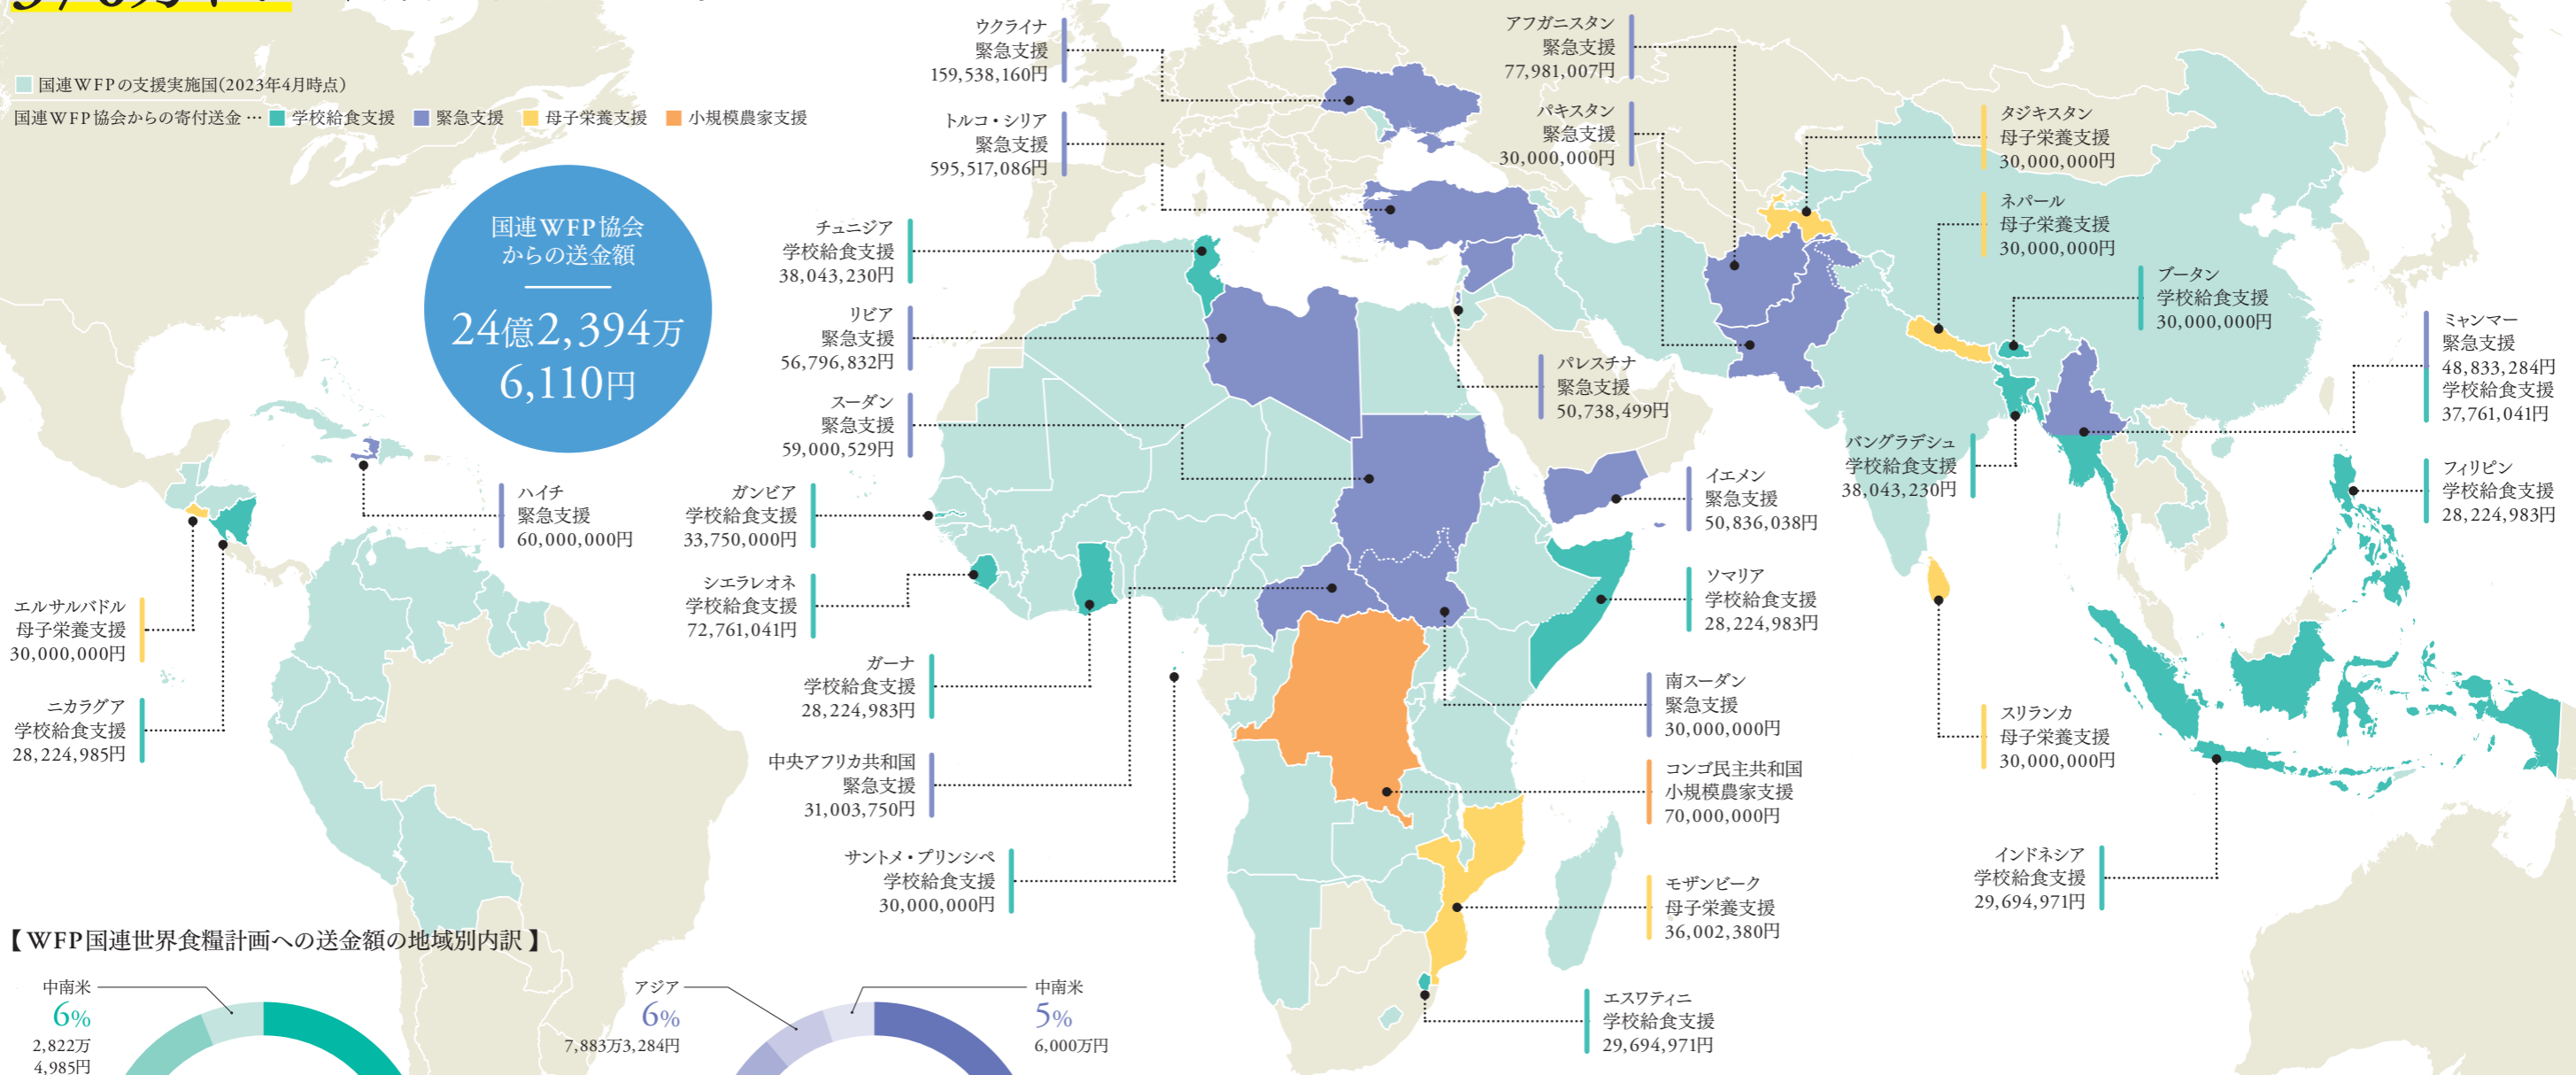 国連WFPの支援実施国(2023年4月時点)
国連WFP協会からの寄付送金… 学校給食支援 緊急支援 母子栄養支援 小規模農家支援
国連WFP協会
からの送金額
24億2,394万
6,110円
ウクライナ
緊急支援
159,538,160円
トルコ・シリア
緊急支援
595,517,086円
チュニジア
学校給食支援
38,043,230円
リビア
緊急支援
56,796,832円
スーダン
緊急支援
59,000,529円
ガンビア
学校給食支援
33,750,000円
シエラレオネ
学校給食支援
72,761,041円
ガーナ
学校給食支援
28,224,983円
中央アフリカ共和国
緊急支援
31,003,750円
サントメ・プリンシペ
学校給食支援
30,000,000円
ハイチ
緊急支援
60,000,000円
エルサルバドル
母子栄養支援
30,000,000円
ニカラグア
学校給食支援
28,224,985円
アフガニスタン
緊急支援
77,981,007円
パキスタン
緊急支援
30,000,000円
パレスチナ
緊急支援
50,738,499円
イエメン
緊急支援
50,836,038円
ソマリア
学校給食支援
28,224,983円
南スーダン
緊急支援
30,000,000円
コンゴ民主共和国
小規模農家支援
70,000,000円
モザンビーク
母子栄養支援
36,002,380円
エスワティニ
学校給食支援
29,694,971円
タジキスタン
母子栄養支援
30,000,000円
ネパール
母子栄養支援
30,000,000円
ブータン
学校給食支援
30,000,000円
ミャンマー
緊急支援
48,833,284円
学校給食支援
37,761,041円
バングラデシュ
学校給食支援
38,043,230円
フィリピン
学校給食支援
28,224,983円
スリランカ
母子栄養支援
30,000,000円
インドネシア
学校給食支援
29,694,971円
【WFP国連世界食糧計画への送金額の地域別内訳】
中南米
6%
2,822万
4,985円
アジア
6%
7,883万3,284円
中南米
5%
6,000万円